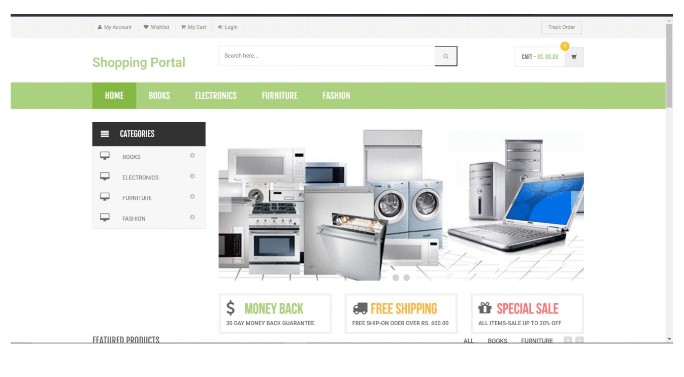 My Account Wishlist My Cart Login Track Order
Shopping Portal
Search here...
CART - RS. 00.00 0
HOME BOOKS ELECTRONICS FURNITURE FASHION
CATEGORIES
BOOKS
ELECTRONICS
FURNITURE
FASHION
MONEY BACK
30 DAY MONEY BACK GUARANTEE.
FREE SHIPPING
FREE SHIP-ON ODER OVER RS. 600.00
SPECIAL SALE
ALL ITEMS-SALE UP TO 20% OFF
FEATURED PRODUCTS
ALL BOOKS FURNITURE